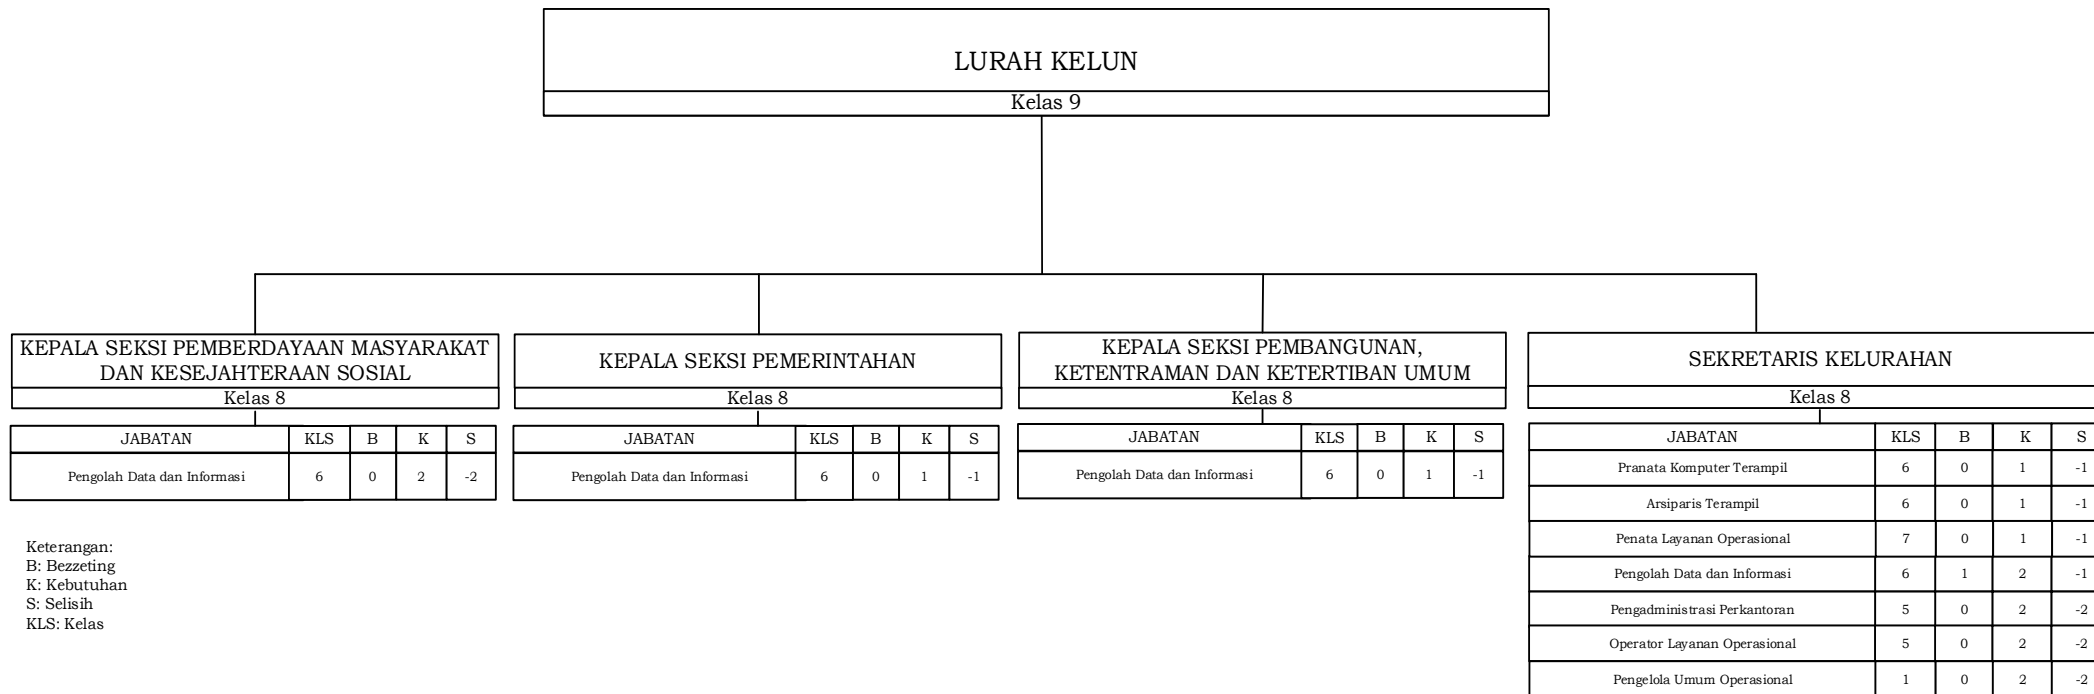 LURAH KELUN
Kelas 9
KEPALA SEKSI PEMBERDAYAAN MASYARAKAT
DAN KESEJAHTERAAN SOSIAL
Kelas 8
JABATAN KLS B K S
Pengolah Data dan Informasi 6 0 2 -2
KEPALA SEKSI PEMERINTAHAN
Kelas 8
JABATAN KLS B K S
Pengolah Data dan Informasi 6 0 1 -1
KEPALA SEKSI PEMBANGUNAN,
KETENTRAMAN DAN KETERTIBAN UMUM
Kelas 8
JABATAN KLS B K S
Pengolah Data dan Informasi 6 0 1 -1
SEKRETARIS KELURAHAN
Kelas 8
JABATAN KLS B K S
Pranata Komputer Terampil 6 0 1 -1
Arsiparis Terampil 6 0 1 -1
Penata Layanan Operasional 7 0 1 -1
Pengolah Data dan Informasi 6 1 2 -1
Pengadministrasi Perkantoran 5 0 2 -2
Operator Layanan Operasional 5 0 2 -2
Pengelola Umum Operasional 1 0 2 -2
Keterangan:
B: Bezzeting
K: Kebutuhan
S: Selisih
KLS: Kelas